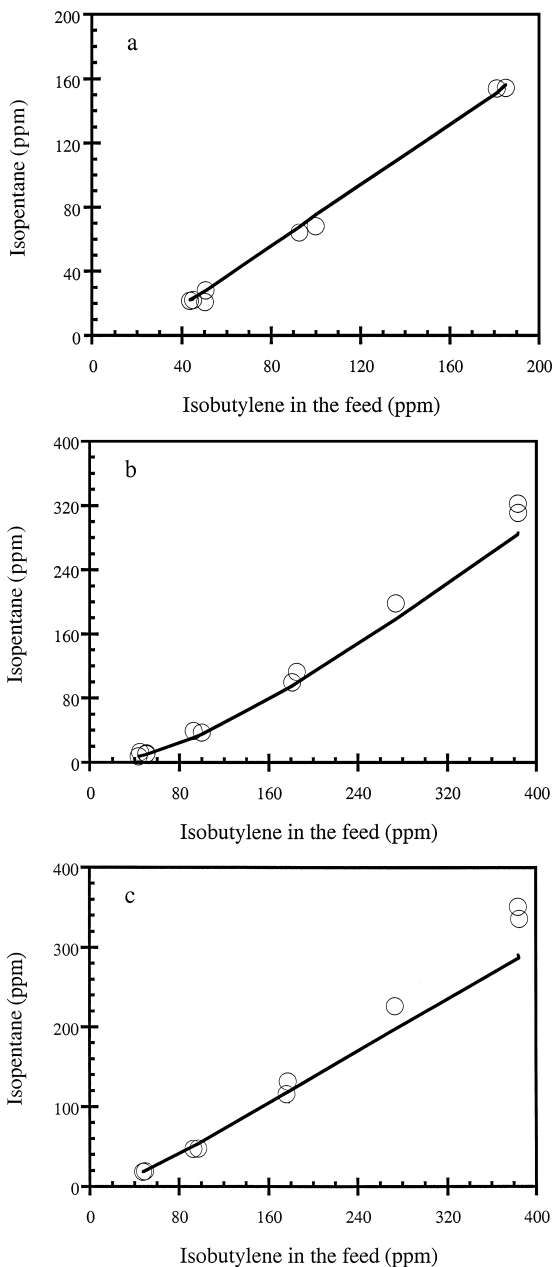 a
200
160
120
80
40
0
Isopentane (ppm)
0 40 80 120 160 200
Isobutylene in the feed (ppm)
b
400
320
240
160
80
0
Isopentane (ppm)
0 80 160 240 320 400
Isobutylene in the feed (ppm)
c
400
300
200
100
0
Isopentane (ppm)
0 80 160 240 320 400
Isobutylene in the feed (ppm)